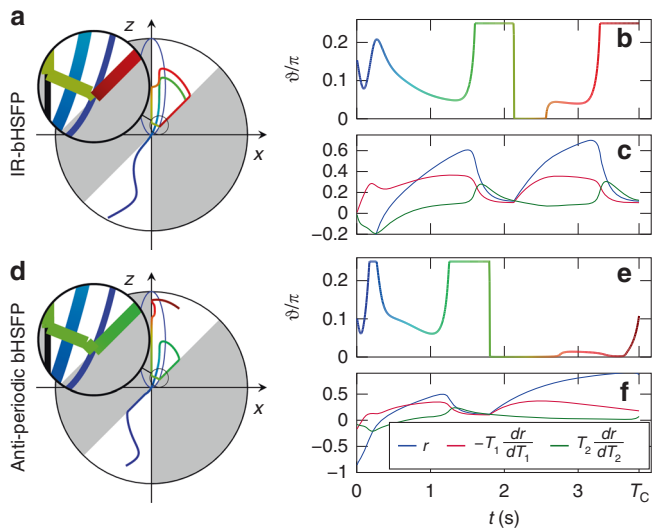 a
z
x
IR-bHSFP
b
ϑ/π
0.2
0.1
0
c
0.6
0.4
0.2
0
−0.2
d
z
x
Anti-periodic bHSFP
e
ϑ/π
0.2
0.1
0
f
0.5
0
−0.5
−1
r −T₁ dr/dT₁ T₂ dr/dT₂
0 1 2 3 T_C
t (s)